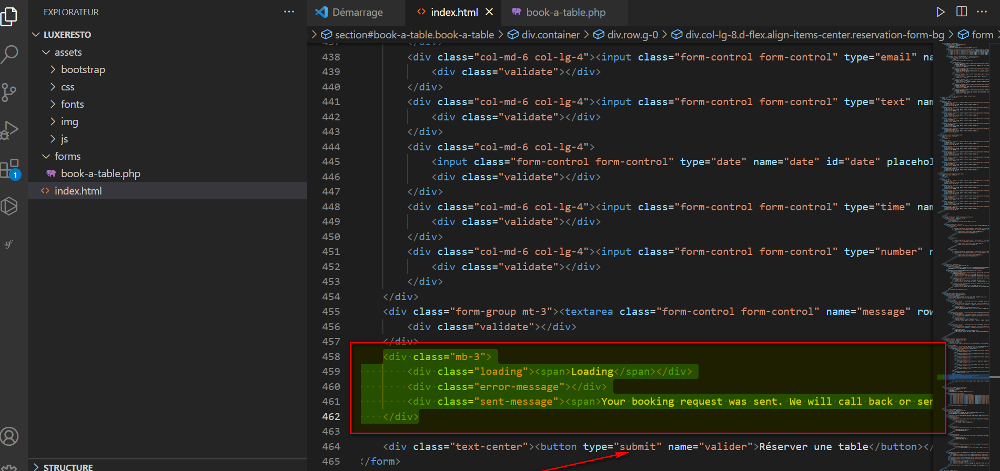 EXPLORATEUR
Démarrage
index.html
book-a-table.php
LUXERESTO
section#book-a-table.book-a-table
div.container
div.row.g-0
div.col-lg-8.d-flex.align-items-center.reservation-form-bg
form
assets
bootstrap
css
fonts
img
js
forms
book-a-table.php
index.html
1
STRUCTURE
437 </div>
438 <div class="col-md-6 col-lg-4"><input class="form-control form-control" type="email" na
439 <div class="validate"></div>
440 </div>
441 <div class="col-md-6 col-lg-4"><input class="form-control form-control" type="text" nam
442 <div class="validate"></div>
443 </div>
444 <div class="col-md-6 col-lg-4">
445 <input class="form-control form-control" type="date" name="date" id="date" placehol
446 <div class="validate"></div>
447 </div>
448 <div class="col-md-6 col-lg-4"><input class="form-control form-control" type="time" nam
449 <div class="validate"></div>
450 </div>
451 <div class="col-md-6 col-lg-4"><input class="form-control form-control" type="number" n
452 <div class="validate"></div>
453 </div>
454 </div>
455 <div class="form-group mt-3"><textarea class="form-control form-control" name="message" row
456 <div class="validate"></div>
457 </div>
458 <div class="mb-3">
459 <div class="loading"><span>Loading</span></div>
460 <div class="error-message"></div>
461 <div class="sent-message"><span>Your booking request was sent. We will call back or sen
462 </div>
463
464 <div class="text-center"><button type="submit" name="valider">Réserver une table</button></
465 </form>